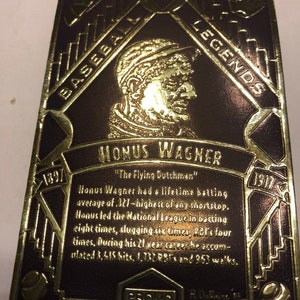 BASEBALL
LEGENDS
HONUS WAGNER
"The Flying Dutchman"
1897
1917
Honus Wagner had a lifetime batting
average of .327-highest of any shortstop.
Honus led the National League in batting
eight times, slugging six times, RBI's four
times. During his 21 year career he accum-
ulated 3,415 hits, 1,732 RBI's and 963 walks.